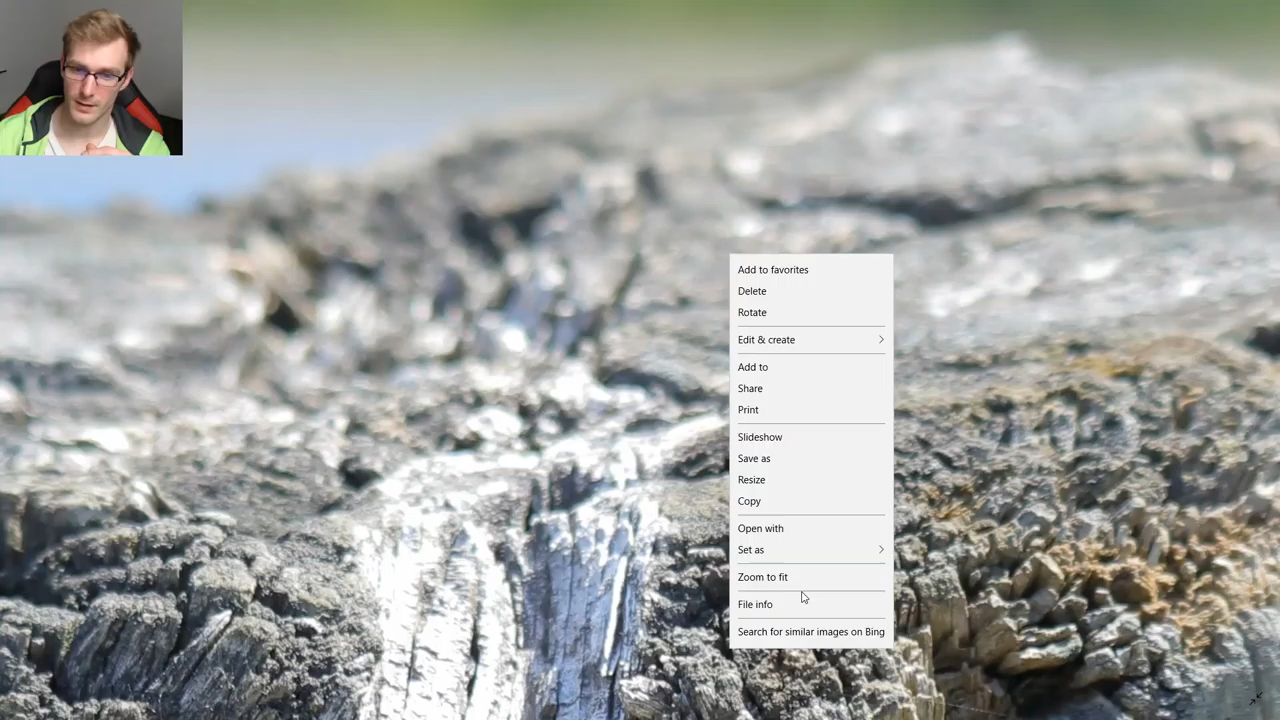 Add to favorites
Delete
Rotate
Edit & create
Add to
Share
Print
Slideshow
Save as
Resize
Copy
Open with
Set as
Zoom to fit
File info
Search for similar images on Bing